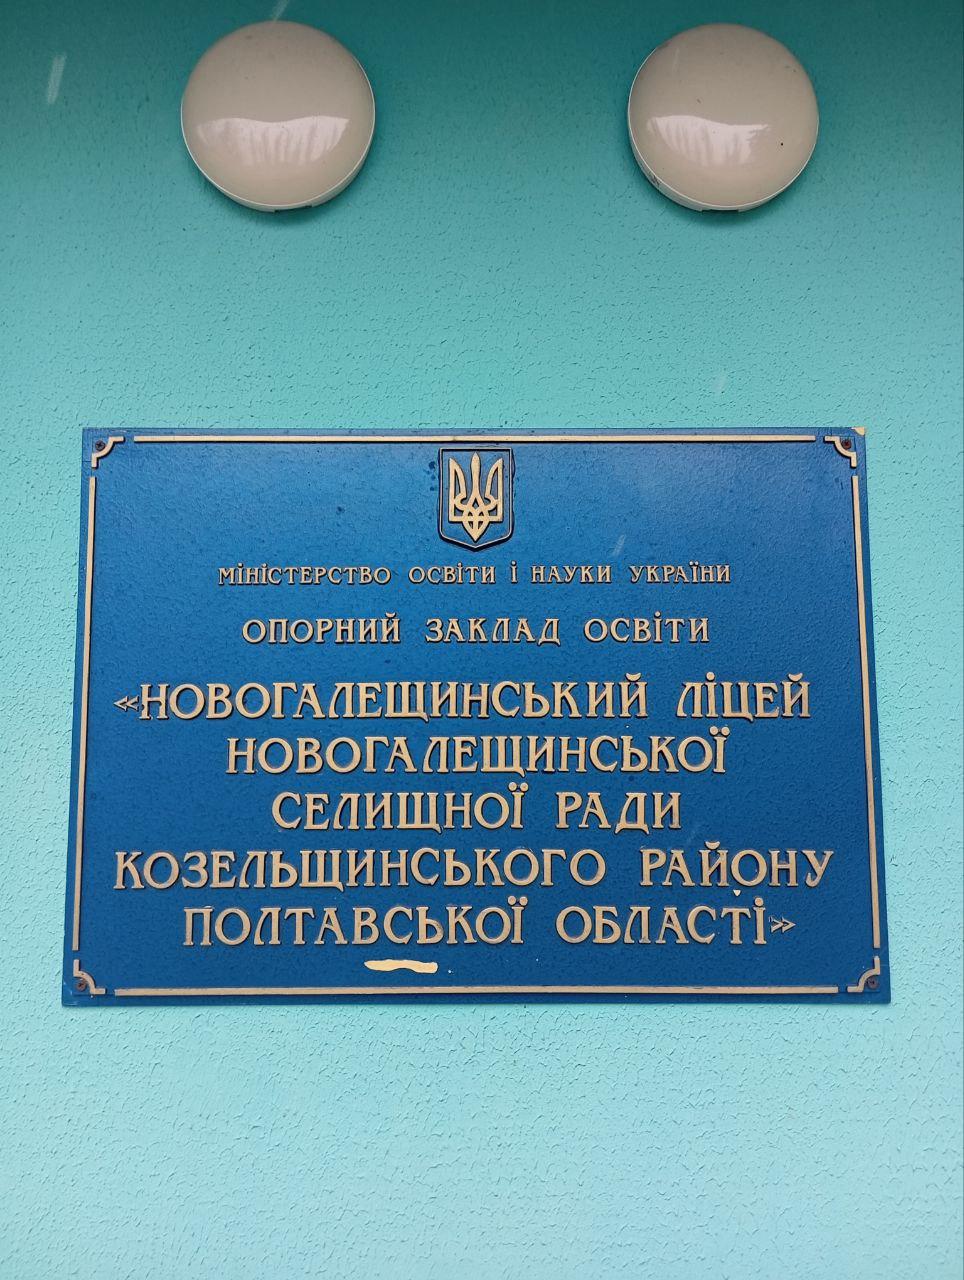 МІНІСТЕРСТВО ОСВІТИ І НАУКИ УКРАЇНИ
ОПОРНИЙ ЗАКЛАД ОСВІТИ
«НОВОГАЛЕЩИНСЬКИЙ ЛІЦЕЙ
НОВОГАЛЕЩИНСЬКОЇ
СЕЛИЩНОЇ РАДИ
КОЗЕЛЬЩИНСЬКОГО РАЙОНУ
ПОЛТАВСЬКОЇ ОБЛАСТІ»